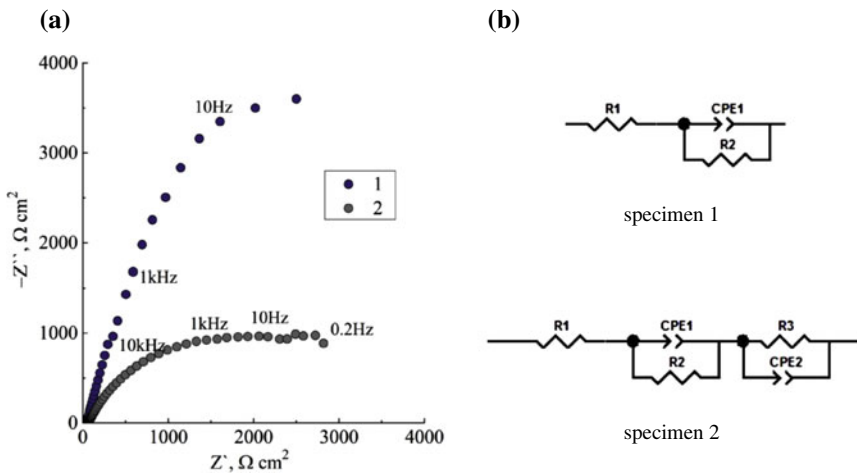 (a)
4000
3000
2000
1000
0
−Z``, Ω cm²
10Hz
1kHz
1
2
10kHz
1kHz
10Hz
0.2Hz
0
1000
2000
3000
4000
Z`, Ω cm²
(b)
R1
CPE1
R2
specimen 1
R1
CPE1
R2
R3
CPE2
specimen 2